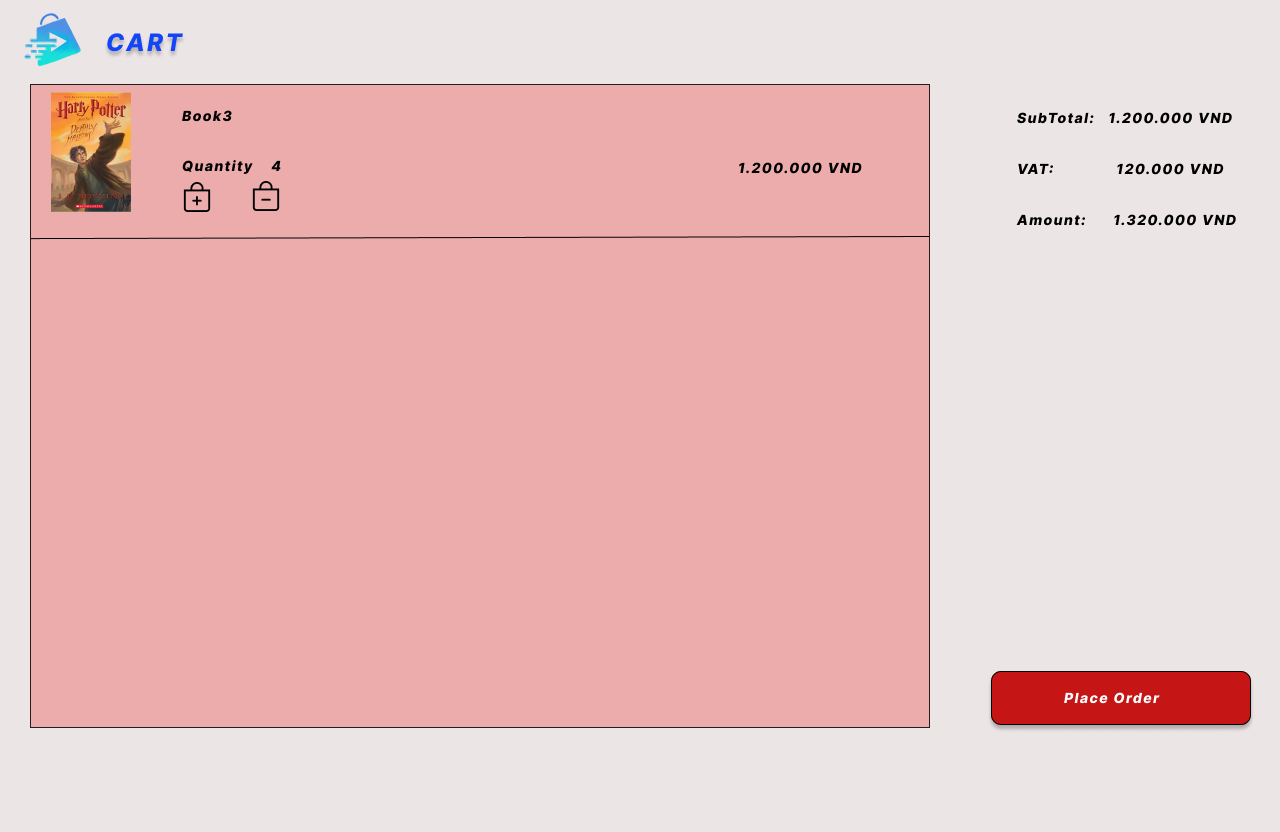 CART
Harry Potter
and the
DEATHLY
HALLOWS
Book3
Quantity 4
1.200.000 VND
SubTotal: 1.200.000 VND
VAT: 120.000 VND
Amount: 1.320.000 VND
Place Order